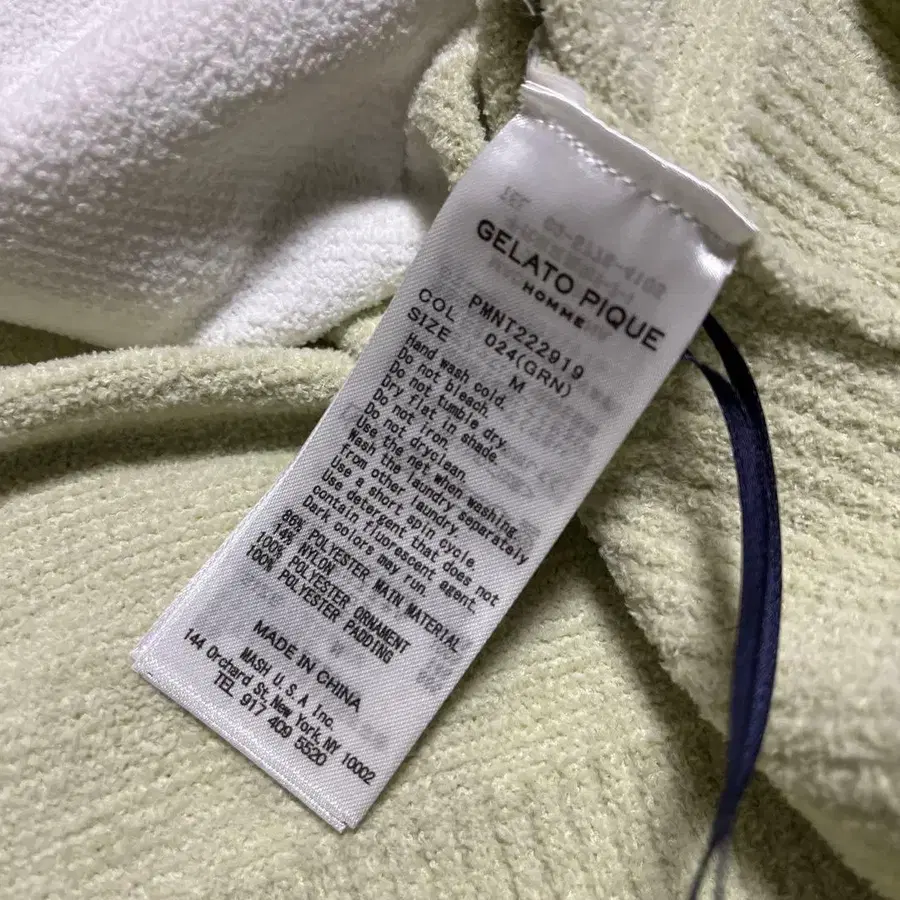 GELATO PIQUE
HOMME
PMNT222919
COL 024(GRN)
SIZE M
Hand wash cold.
Do not bleach.
Do not tumble dry.
Dry flat in shade.
Do not iron.
Do not dryclean.
Use the net when washing.
Wash the laundry separately
from other laundry.
Use a short spin cycle.
Use detergent that does not
contain fluorescent agent.
Dark colors may run.
86% POLYESTER MAIN MATERIAL
14% NYLON
100% POLYESTER ORNAMENT
100% POLYESTER PADDING
MADE IN CHINA
MASH U.S.A Inc.
144 Orchard St, New York, NY 10002
TEL 917 409 5520